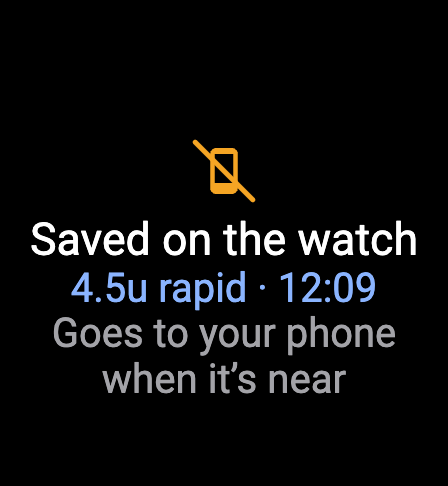 Saved on the watch
4.5u rapid · 12:09
Goes to your phone
when it’s near